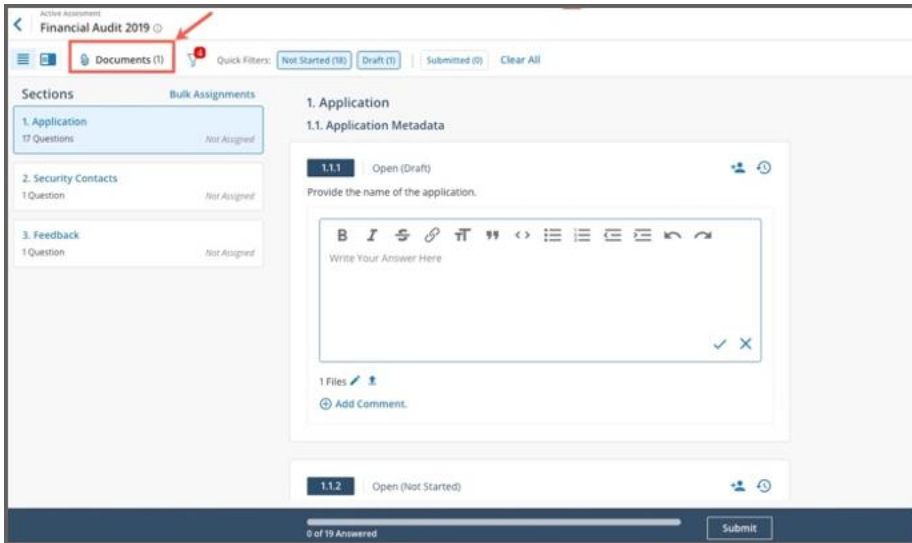 Active Assessment
Financial Audit 2019
Documents (1)
4
Quick Filters:
Not Started (18)
Draft (1)
Submitted (0)
Clear All
Sections
Bulk Assignments
1. Application
17 Questions
Not Assigned
2. Security Contacts
1 Question
Not Assigned
3. Feedback
1 Question
Not Assigned
1. Application
1.1. Application Metadata
1.1.1
Open (Draft)
Provide the name of the application.
Write Your Answer Here
1 Files
Add Comment.
1.1.2
Open (Not Started)
0 of 19 Answered
Submit